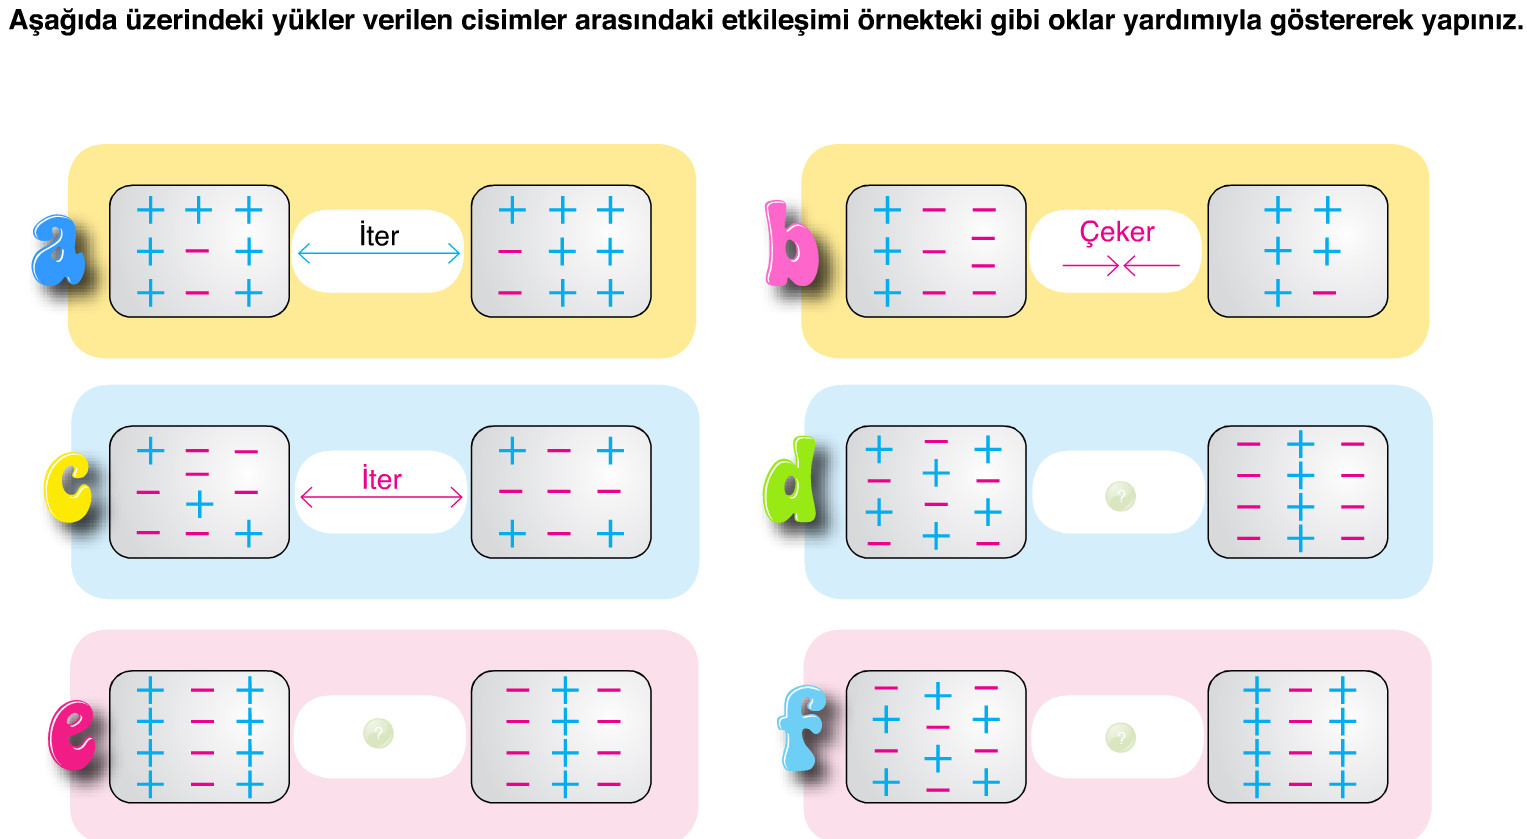 Aşağıda üzerindeki yükler verilen cisimler arasındaki etkileşimi örnekteki gibi oklar yardımıyla göstererek yapınız.
a
+ + +
+ − +
+ − +
İter
+ + +
− + +
− + +
b
+ − −
−
+ −
−
+ − −
Çeker
+ +
+ +
+ −
c
+ − −
−
− −
+
− − +
İter
+ − +
− − −
+ − +
d
−
+ +
+
− −
−
+ +
+
− −
?
− + −
− + −
− + −
− + −
e
+ − +
+ − +
+ − +
+ − +
?
− + −
− + −
− + −
− + −
f
− −
+
+ +
−
− −
+
+ +
−
?
+ − +
+ − +
+ − +
+ − +